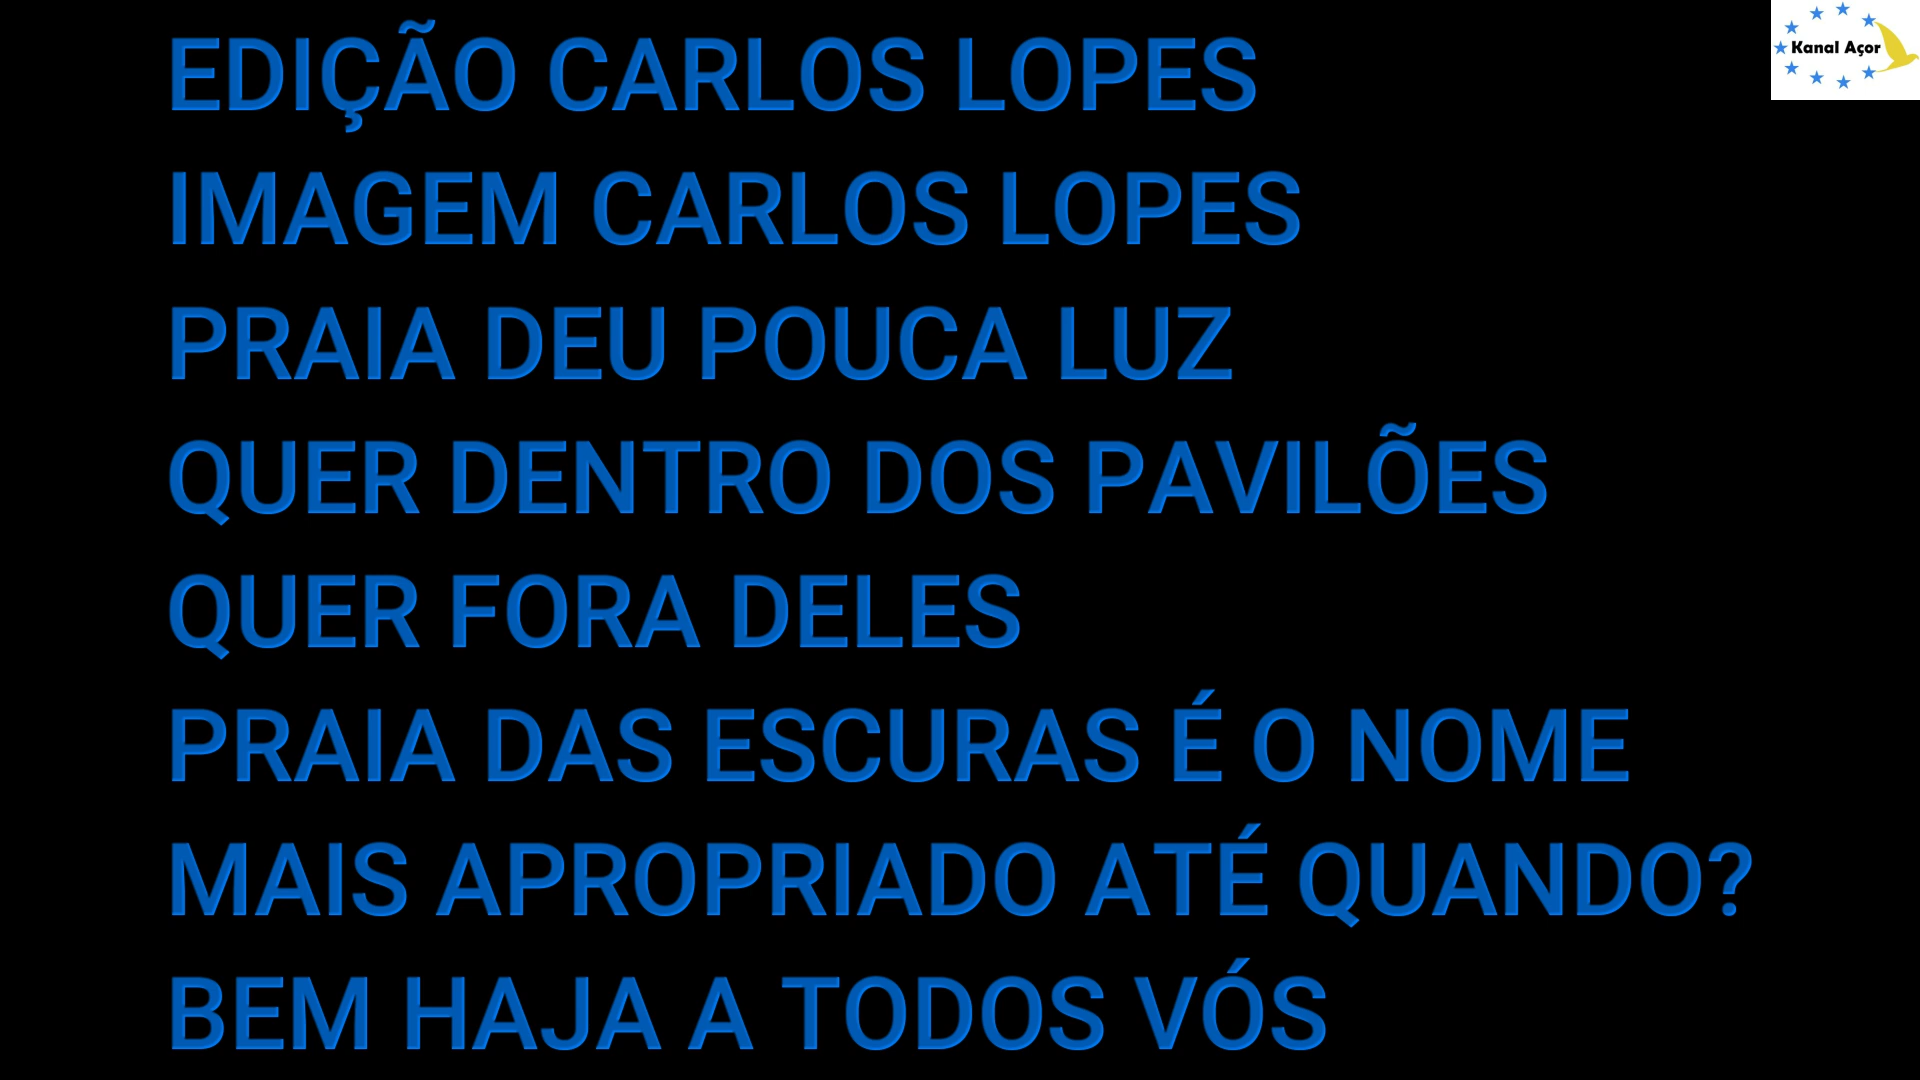 EDIÇÃO CARLOS LOPES
IMAGEM CARLOS LOPES
PRAIA DEU POUCA LUZ
QUER DENTRO DOS PAVILÕES
QUER FORA DELES
PRAIA DAS ESCURAS É O NOME
MAIS APROPRIADO ATÉ QUANDO?
BEM HAJA A TODOS VÓS
Kanal Açor